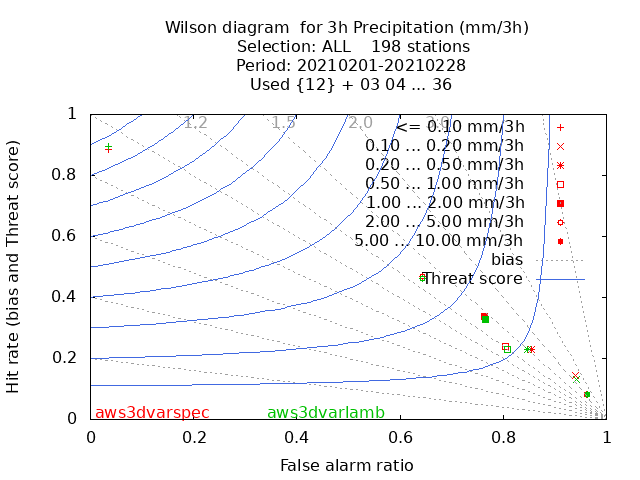 Wilson diagram  for 3h Precipitation (mm/3h)
Selection: ALL    198 stations
Period: 20210201-20210228
Used {12} + 03 04 ... 36
Hit rate (bias and Threat score)
1
0.8
0.6
0.4
0.2
0
1.2
1.5
2.0
3.0
<= 0.10 mm/3h
0.10 ... 0.20 mm/3h
0.20 ... 0.50 mm/3h
0.50 ... 1.00 mm/3h
1.00 ... 2.00 mm/3h
2.00 ... 5.00 mm/3h
5.00 ... 10.00 mm/3h
bias
Threat score
aws3dvarspec
aws3dvarlamb
0
0.2
0.4
0.6
0.8
1
False alarm ratio